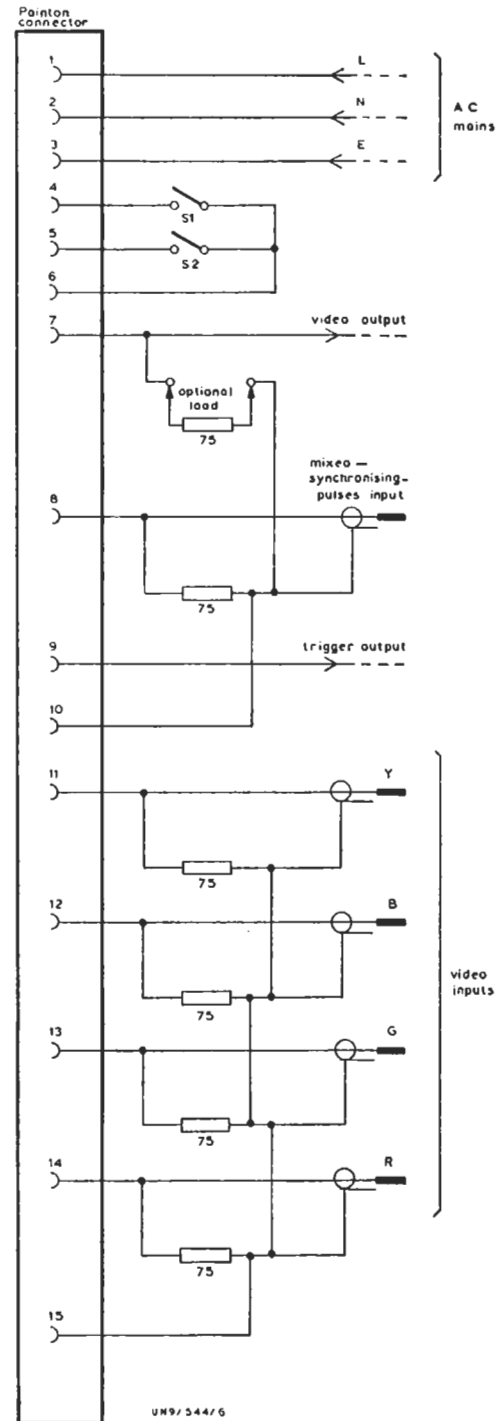 Painton
connector
1
L
2
N
AC
mains
3
E
4
S1
5
S2
6
7
video output
optional
load
75
mixeo —
synchronising-
pulses input
8
75
9
trigger output
10
11
Y
75
12
B
75
video
inputs
13
G
75
14
R
75
15
UN9/544/6